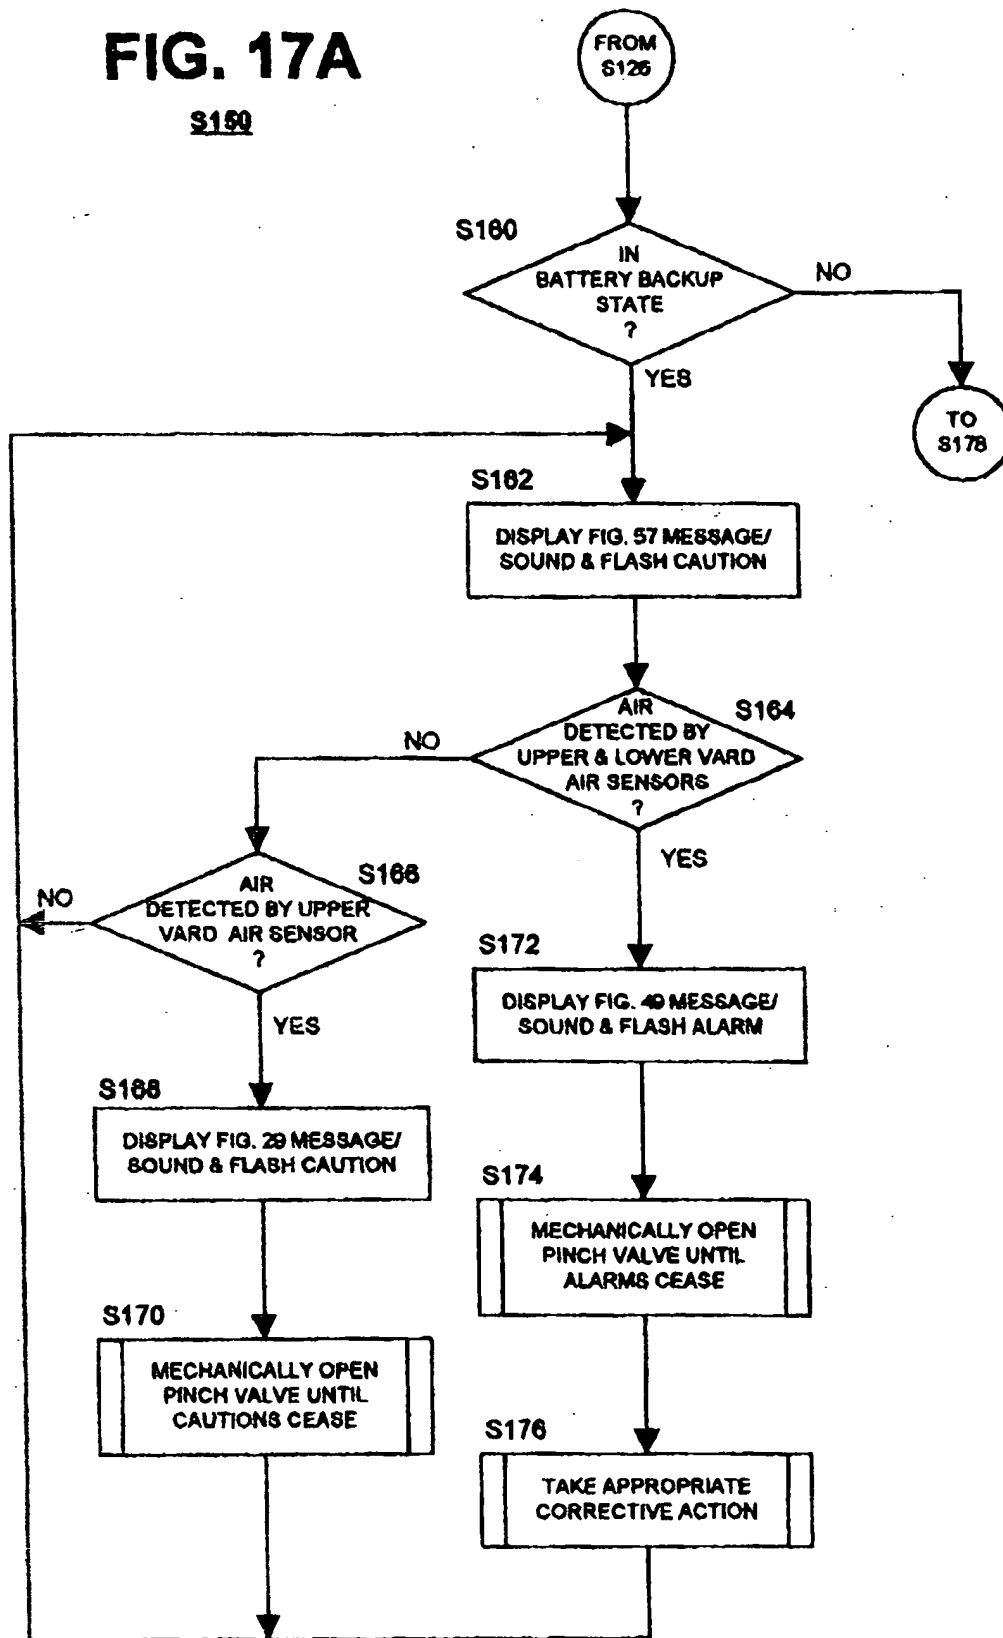 FIG. 17A
S150
FROM
S126
S160
IN
BATTERY BACKUP
STATE
?
NO
YES
TO
S178
S162
DISPLAY FIG. 57 MESSAGE/
SOUND & FLASH CAUTION
AIR
DETECTED BY
UPPER & LOWER VARD
AIR SENSORS
?
S164
NO
YES
AIR
DETECTED BY UPPER
VARD AIR SENSOR
?
S166
NO
YES
S172
DISPLAY FIG. 49 MESSAGE/
SOUND & FLASH ALARM
S168
DISPLAY FIG. 29 MESSAGE/
SOUND & FLASH CAUTION
S174
MECHANICALLY OPEN
PINCH VALVE UNTIL
ALARMS CEASE
S170
MECHANICALLY OPEN
PINCH VALVE UNTIL
CAUTIONS CEASE
S176
TAKE APPROPRIATE
CORRECTIVE ACTION